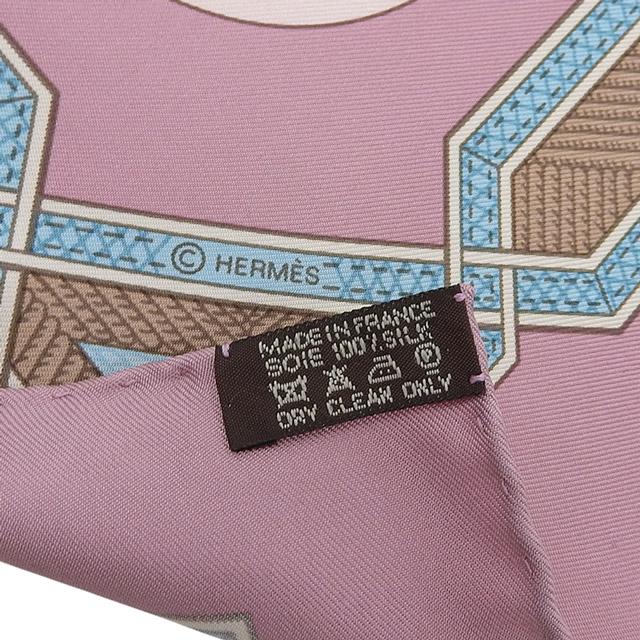 © HERMÈS
MADE IN FRANCE
SOIE 100% SILK
DRY CLEAN ONLY